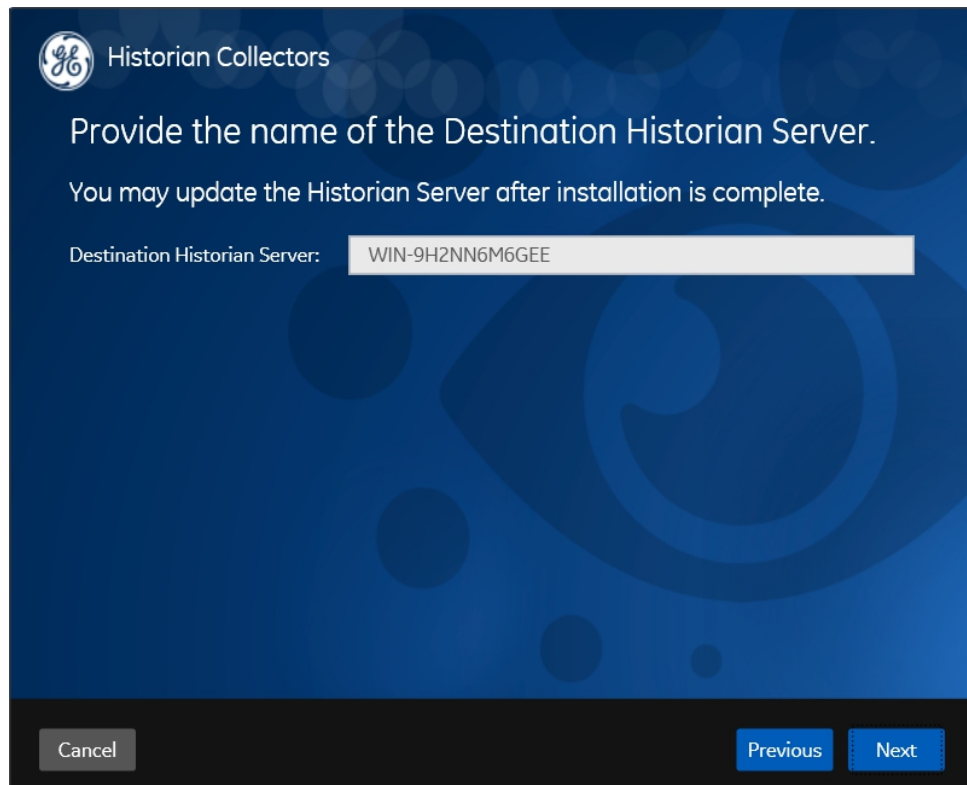 Historian Collectors
Provide the name of the Destination Historian Server.
You may update the Historian Server after installation is complete.
Destination Historian Server: WIN-9H2NN6M6GEE
Cancel Previous Next